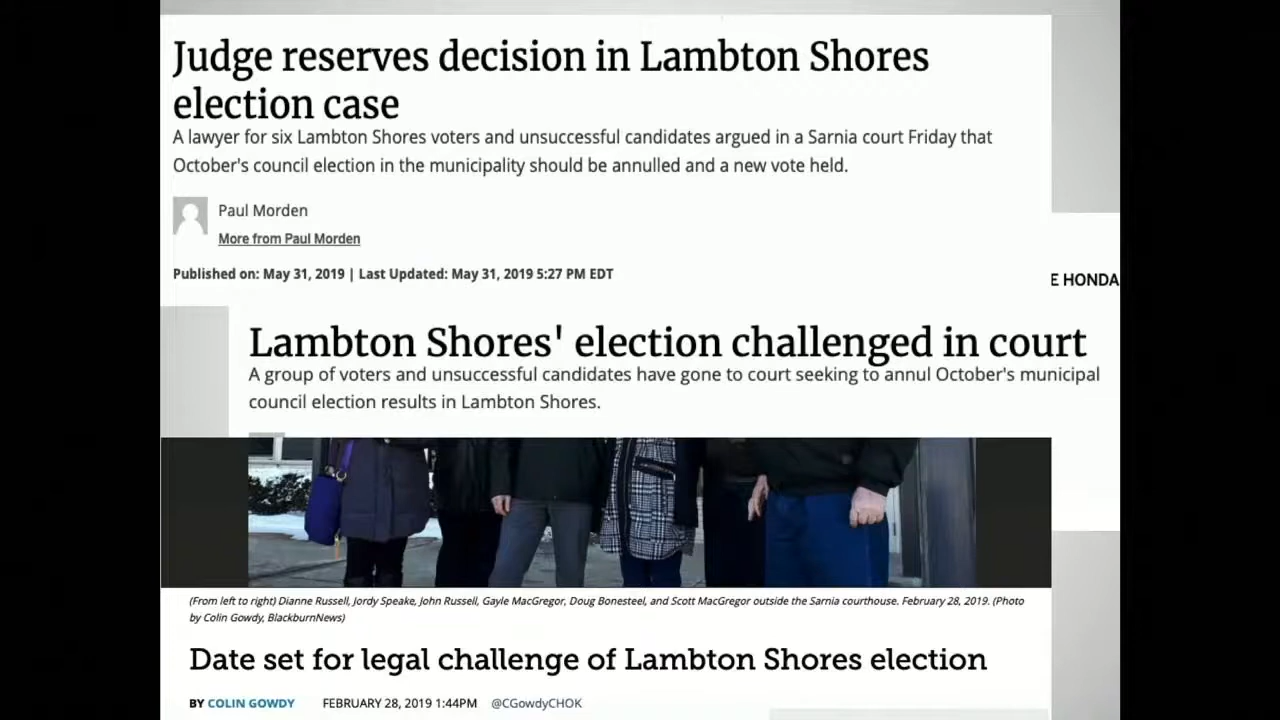 Judge reserves decision in Lambton Shores
election case
A lawyer for six Lambton Shores voters and unsuccessful candidates argued in a Sarnia court Friday that
October's council election in the municipality should be annulled and a new vote held.
Paul Morden
More from Paul Morden
Published on: May 31, 2019 | Last Updated: May 31, 2019 5:27 PM EDT
E HONDA
Lambton Shores' election challenged in court
A group of voters and unsuccessful candidates have gone to court seeking to annul October's municipal
council election results in Lambton Shores.
(From left to right) Dianne Russell, Jordy Speake, John Russell, Gayle MacGregor, Doug Bonesteel, and Scott MacGregor outside the Sarnia courthouse. February 28, 2019. (Photo
by Colin Gowdy, BlackburnNews)
Date set for legal challenge of Lambton Shores election
BY COLIN GOWDY FEBRUARY 28, 2019 1:44PM @CGowdyCHOK